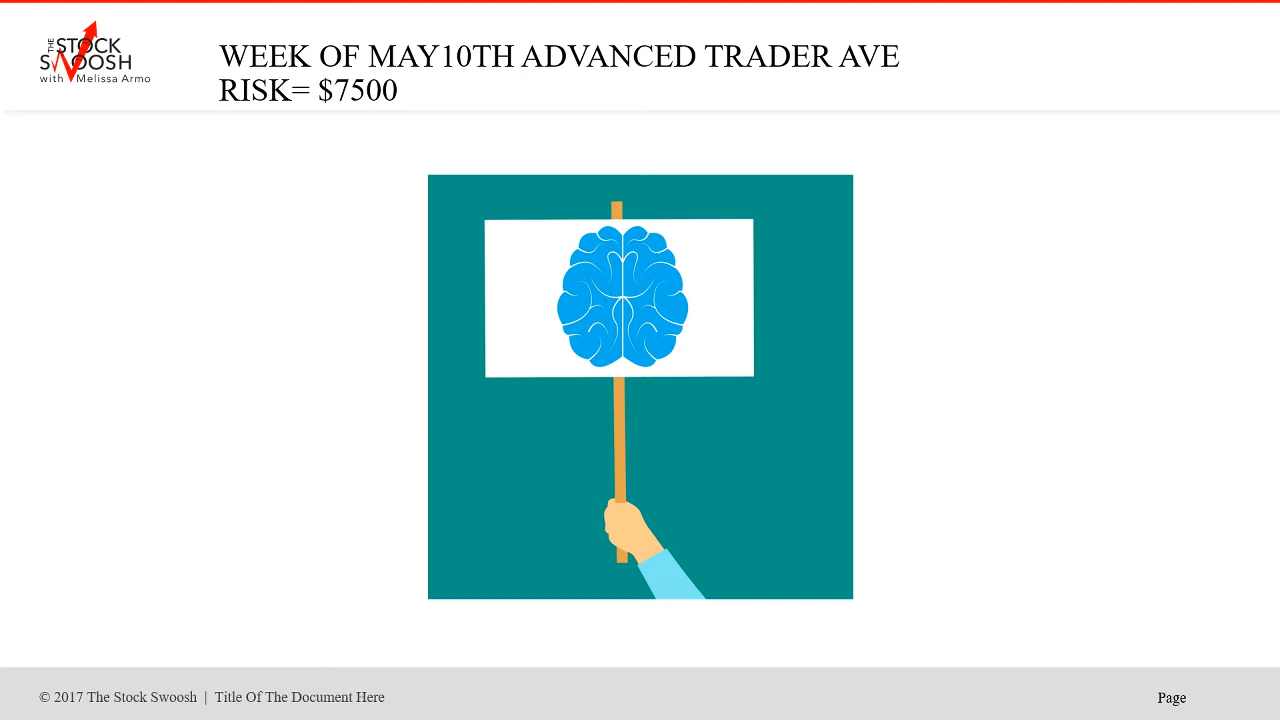 THE
STOCK
SWOOSH
with Melissa Armo
WEEK OF MAY10TH ADVANCED TRADER AVE
RISK= $7500
© 2017 The Stock Swoosh | Title Of The Document Here
Page